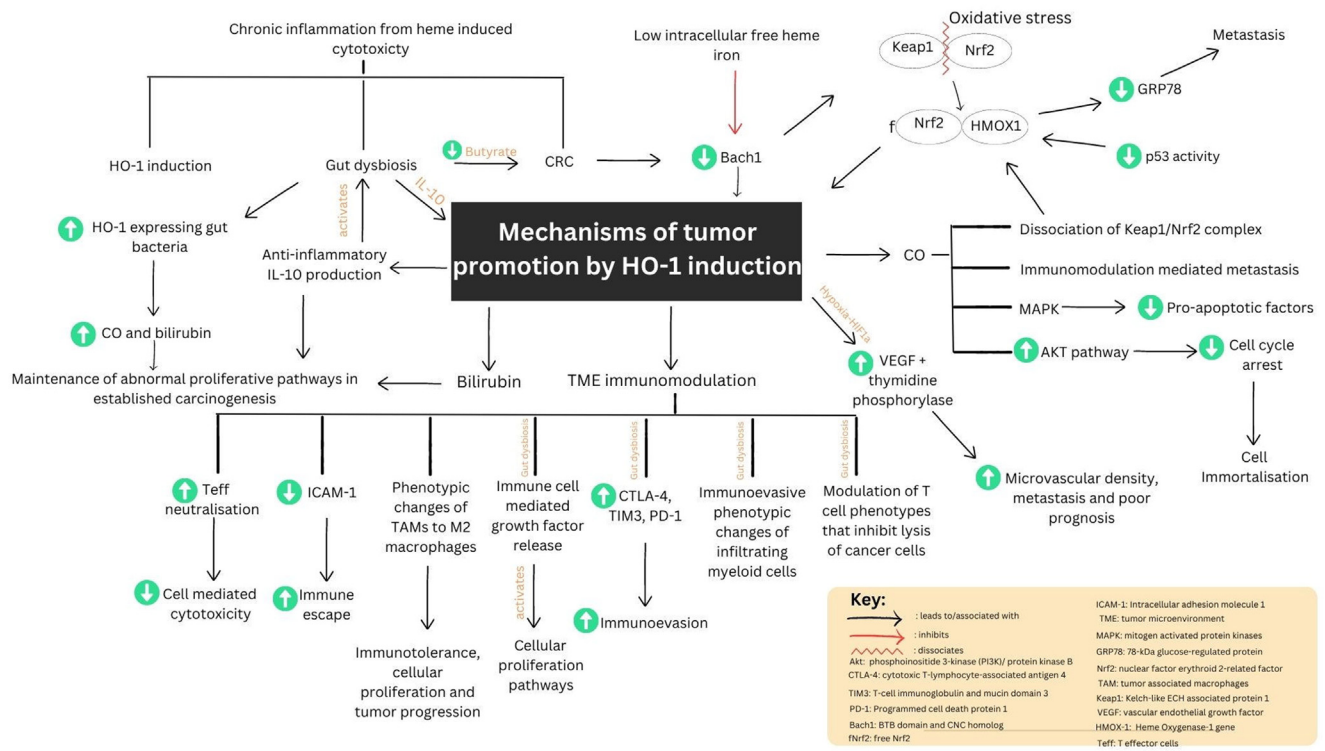 Chronic inflammation from heme induced
cytotoxicty
HO-1 induction
Gut dysbiosis
Butyrate
CRC
Low intracellular free heme
iron
Bach1
Oxidative stress
Keap1
Nrf2
f
Nrf2
HMOX1
GRP78
Metastasis
p53 activity
IL-10
activates
HO-1 expressing gut
bacteria
Anti-inflammatory
IL-10 production
Mechanisms of tumor
promotion by HO-1 induction
CO
Dissociation of Keap1/Nrf2 complex
Immunomodulation mediated metastasis
MAPK
Pro-apoptotic factors
AKT pathway
Cell cycle
arrest
Cell
Immortalisation
CO and bilirubin
Maintenance of abnormal proliferative pathways in
established carcinogenesis
Bilirubin
TME immunomodulation
Hypoxia-HIF1a
VEGF +
thymidine
phosphorylase
Microvascular density,
metastasis and poor
prognosis
Teff
neutralisation
Cell mediated
cytotoxicity
ICAM-1
Immune
escape
Phenotypic
changes of
TAMs to M2
macrophages
Immunotolerance,
cellular
proliferation and
tumor progression
Gut dysbiosis
Immune cell
mediated
growth factor
release
activates
Cellular
proliferation
pathways
Gut dysbiosis
CTLA-4,
TIM3, PD-1
Immunoevasion
Gut dysbiosis
Immunoevasive
phenotypic
changes of
infiltrating
myeloid cells
Gut dysbiosis
Modulation of T
cell phenotypes
that inhibit lysis
of cancer cells
Key:
: leads to/associated with
: inhibits
: dissociates
Akt: phosphoinositide 3-kinase (PI3K)/ protein kinase B
CTLA-4: cytotoxic T-lymphocyte-associated antigen 4
TIM3: T-cell immunoglobulin and mucin domain 3
PD-1: Programmed cell death protein 1
Bach1: BTB domain and CNC homolog
fNrf2: free Nrf2
ICAM-1: Intracellular adhesion molecule 1
TME: tumor microenvironment
MAPK: mitogen activated protein kinases
GRP78: 78-kDa glucose-regulated protein
Nrf2: nuclear factor erythroid 2-related factor
TAM: tumor associated macrophages
Keap1: Kelch-like ECH associated protein 1
VEGF: vascular endothelial growth factor
HMOX-1: Heme Oxygenase-1 gene
Teff: T effector cells